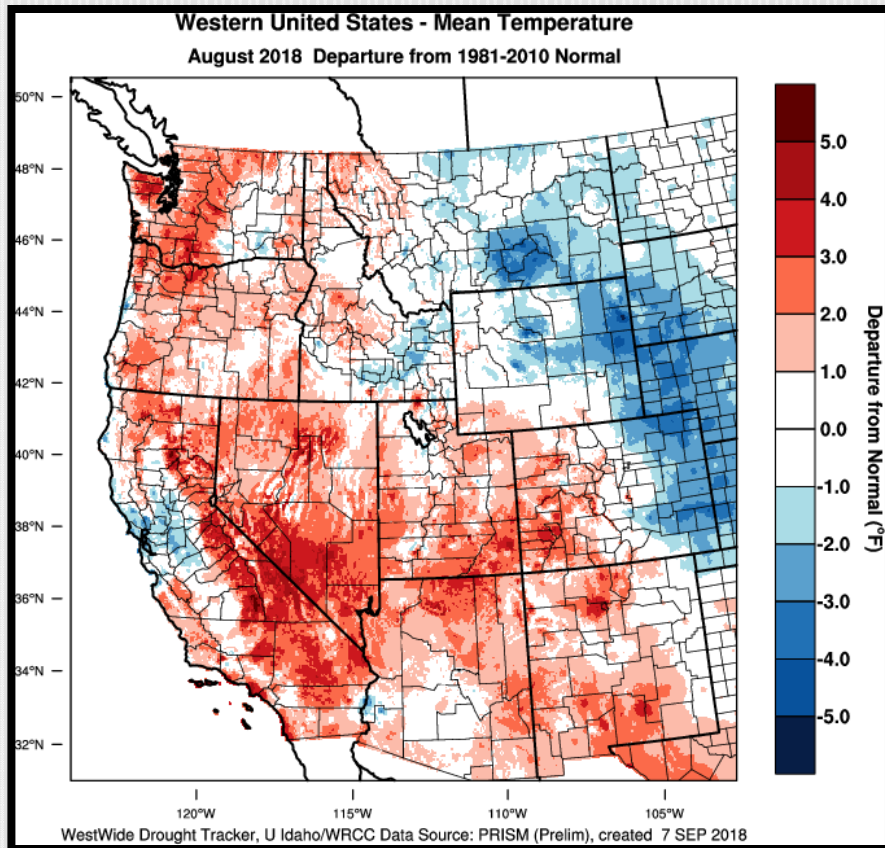 Western United States - Mean Temperature
August 2018 Departure from 1981-2010 Normal
50°N
48°N
46°N
44°N
42°N
40°N
38°N
36°N
34°N
32°N
120°W
115°W
110°W
105°W
5.0
4.0
3.0
2.0
1.0
0.0
-1.0
-2.0
-3.0
-4.0
-5.0
Departure from Normal (°F)
WestWide Drought Tracker, U Idaho/WRCC Data Source: PRISM (Prelim), created 7 SEP 2018